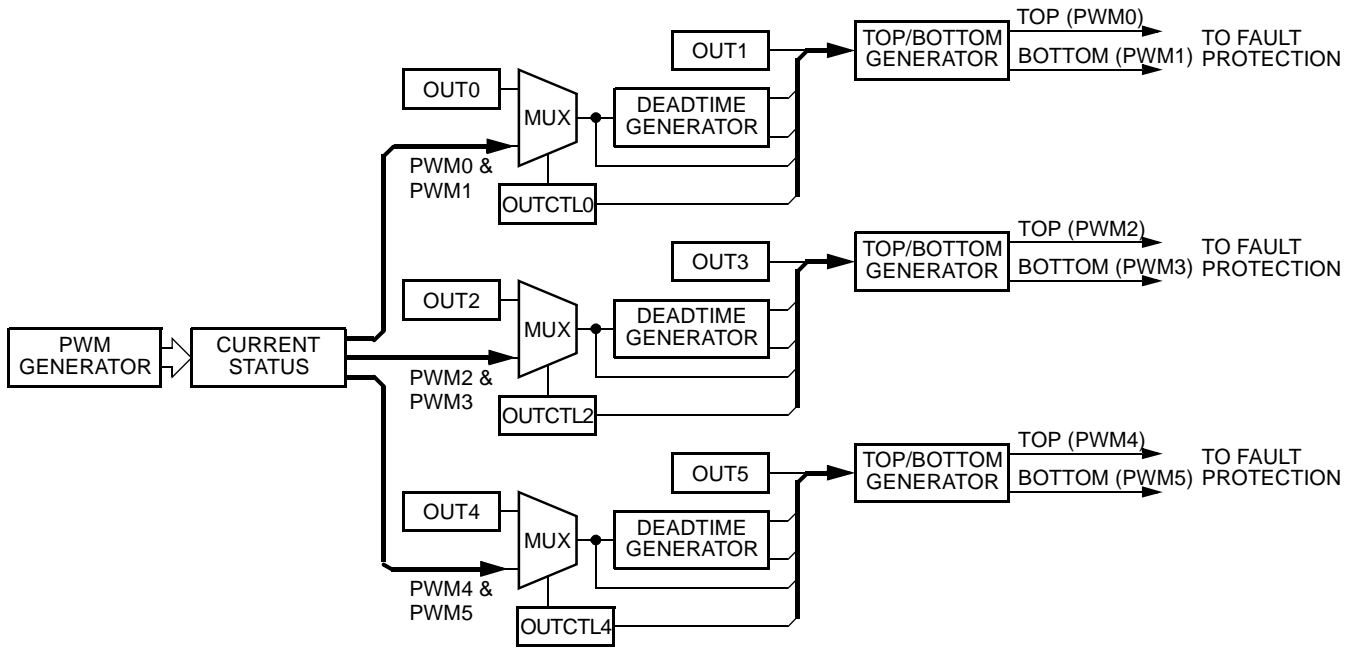 OUT1
TOP/BOTTOM
GENERATOR
TOP (PWM0)
BOTTOM (PWM1)
TO FAULT
PROTECTION
OUT0
MUX
DEADTIME
GENERATOR
PWM0 &
PWM1
OUTCTL0
OUT3
TOP/BOTTOM
GENERATOR
TOP (PWM2)
BOTTOM (PWM3)
TO FAULT
PROTECTION
OUT2
MUX
DEADTIME
GENERATOR
PWM
GENERATOR
CURRENT
STATUS
PWM2 &
PWM3
OUTCTL2
OUT5
TOP/BOTTOM
GENERATOR
TOP (PWM4)
BOTTOM (PWM5)
TO FAULT
PROTECTION
OUT4
MUX
DEADTIME
GENERATOR
PWM4 &
PWM5
OUTCTL4